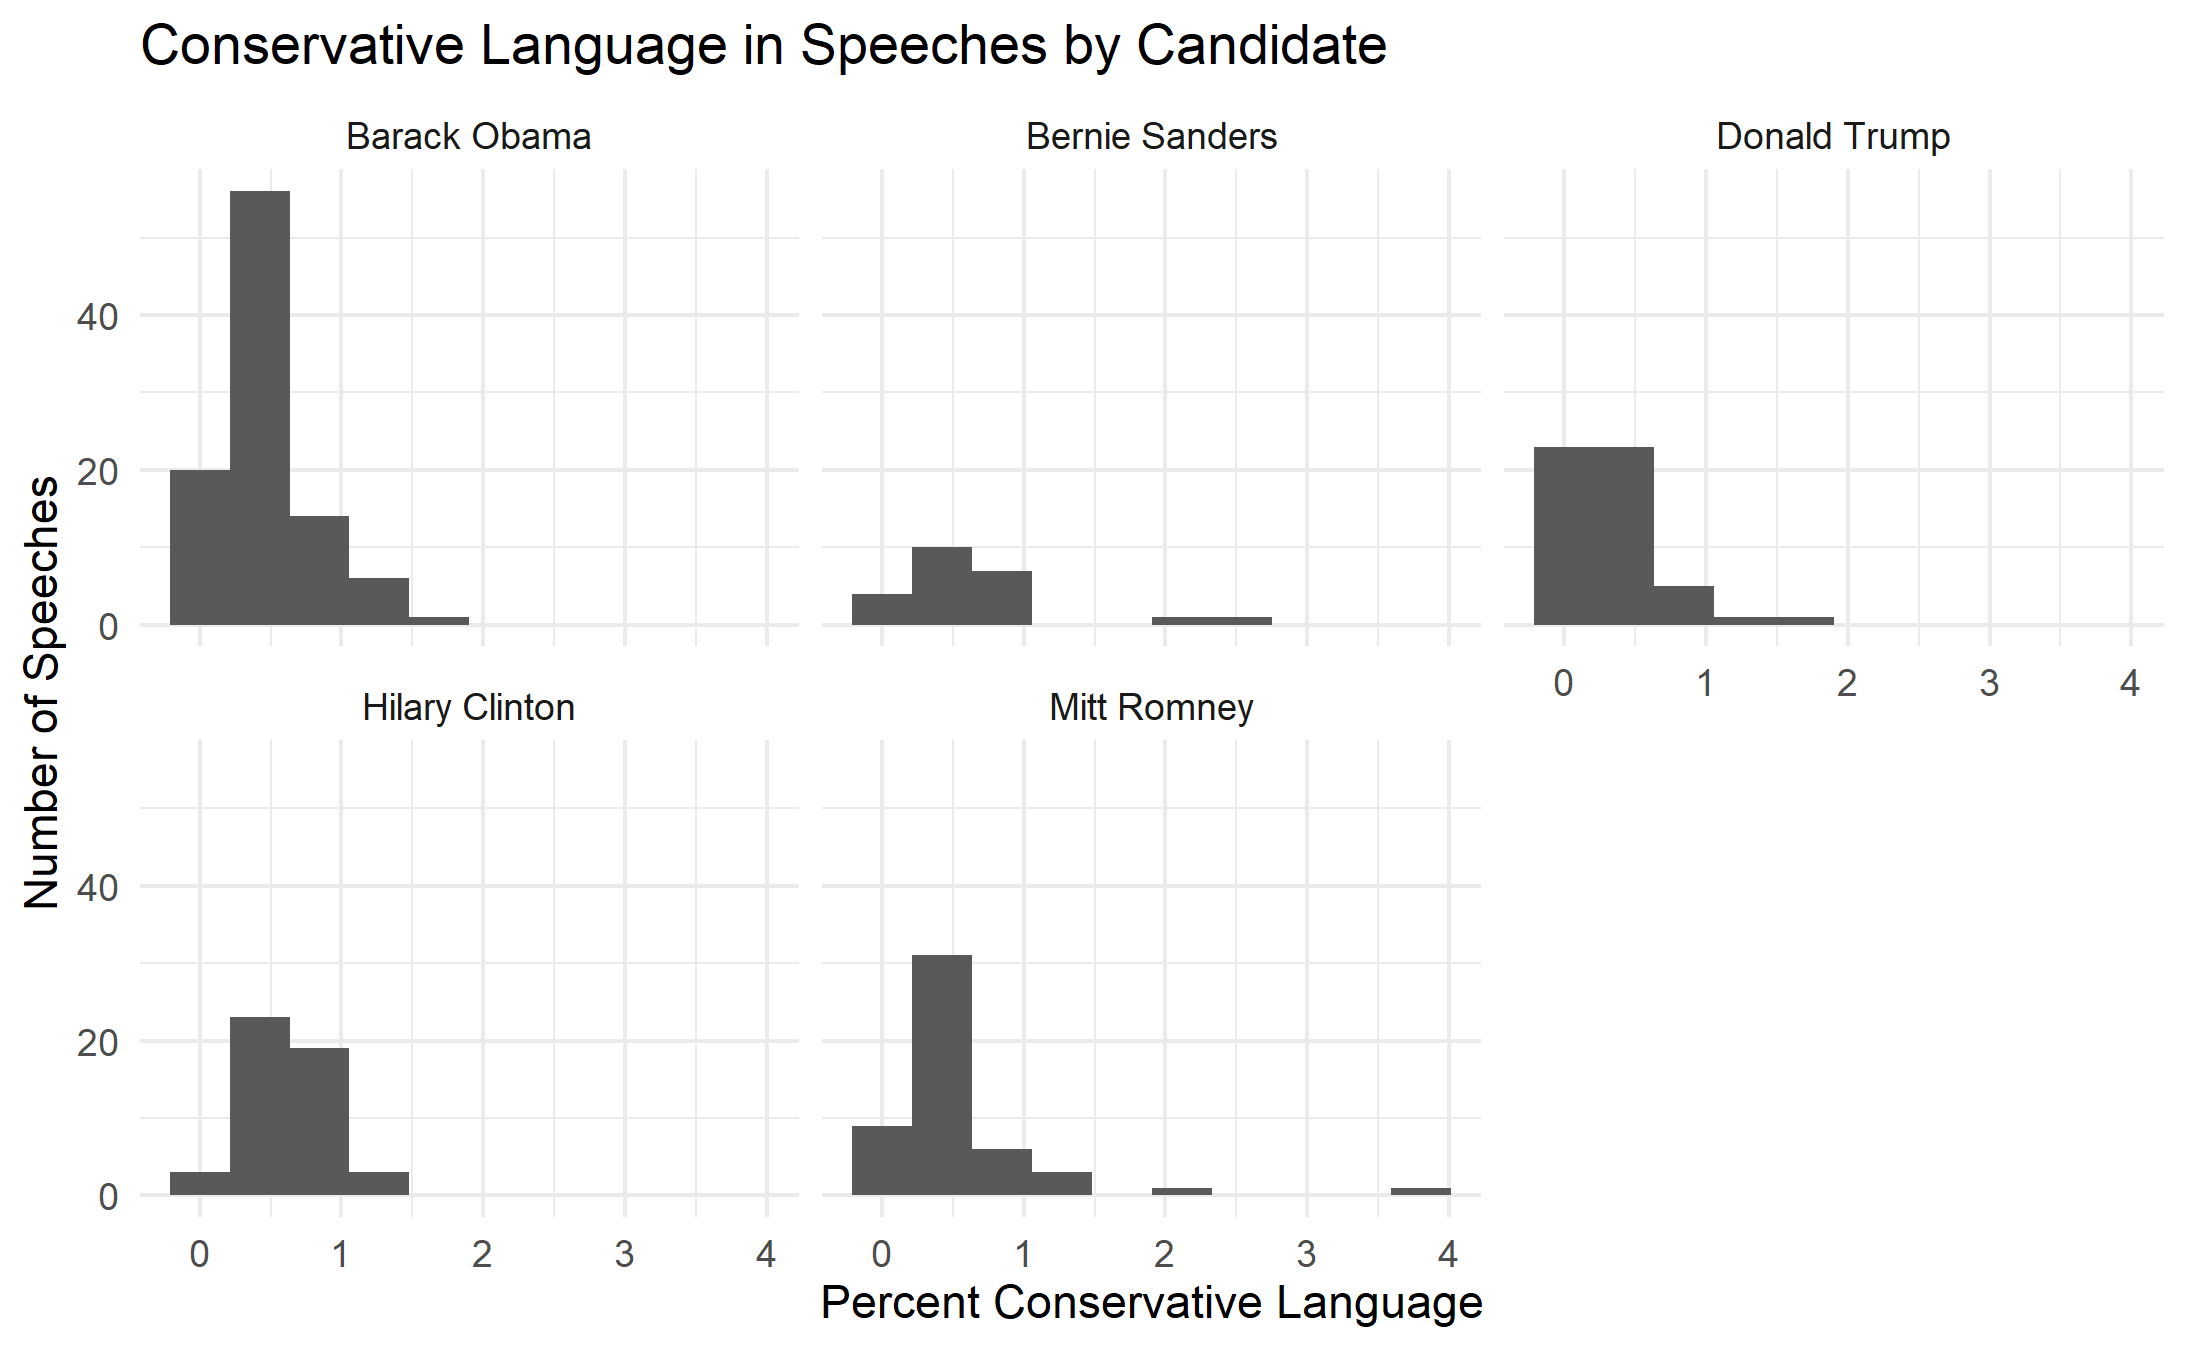 Conservative Language in Speeches by Candidate
Barack Obama
Bernie Sanders
Donald Trump
40
20
0
0 1 2 3 4
Hilary Clinton
Mitt Romney
40
20
0
0 1 2 3 4
0 1 2 3 4
Number of Speeches
Percent Conservative Language